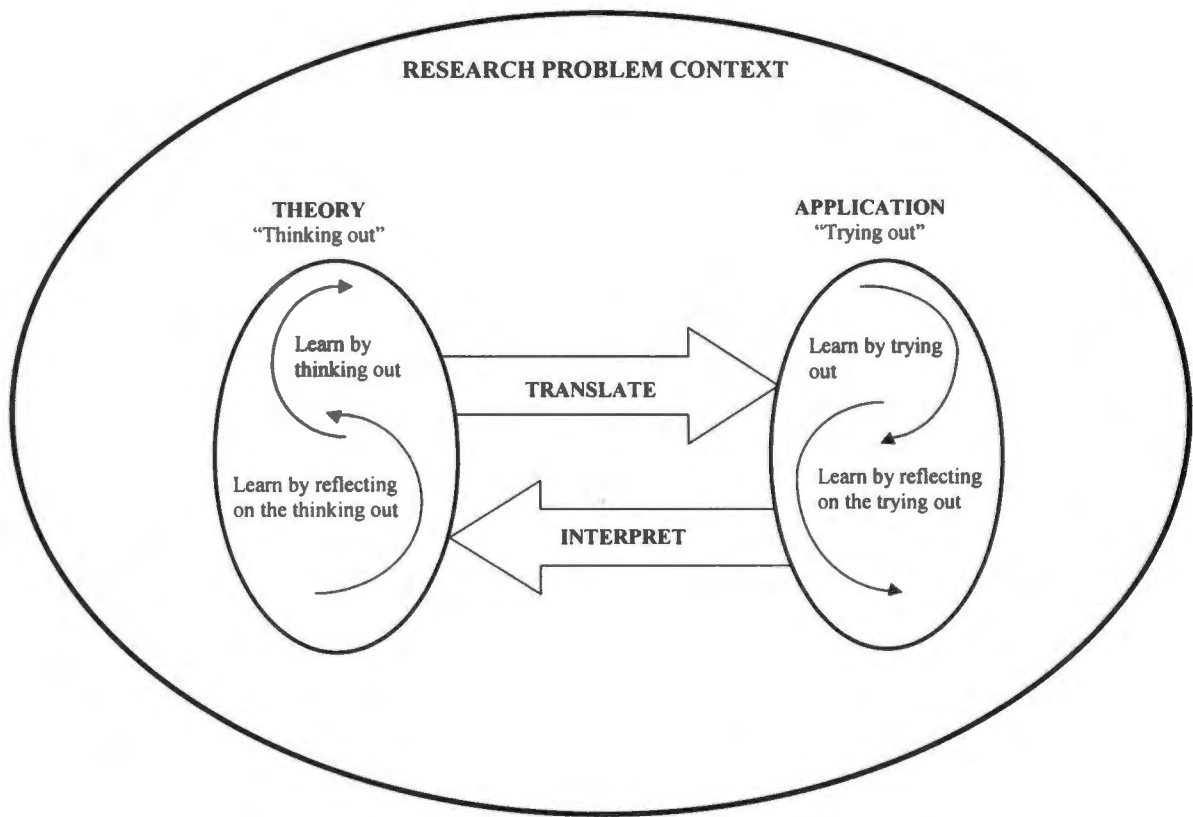 RESEARCH PROBLEM CONTEXT
THEORY
“Thinking out”
Learn by
thinking out
Learn by reflecting
on the thinking out
TRANSLATE
INTERPRET
APPLICATION
“Trying out”
Learn by trying
out
Learn by reflecting
on the trying out